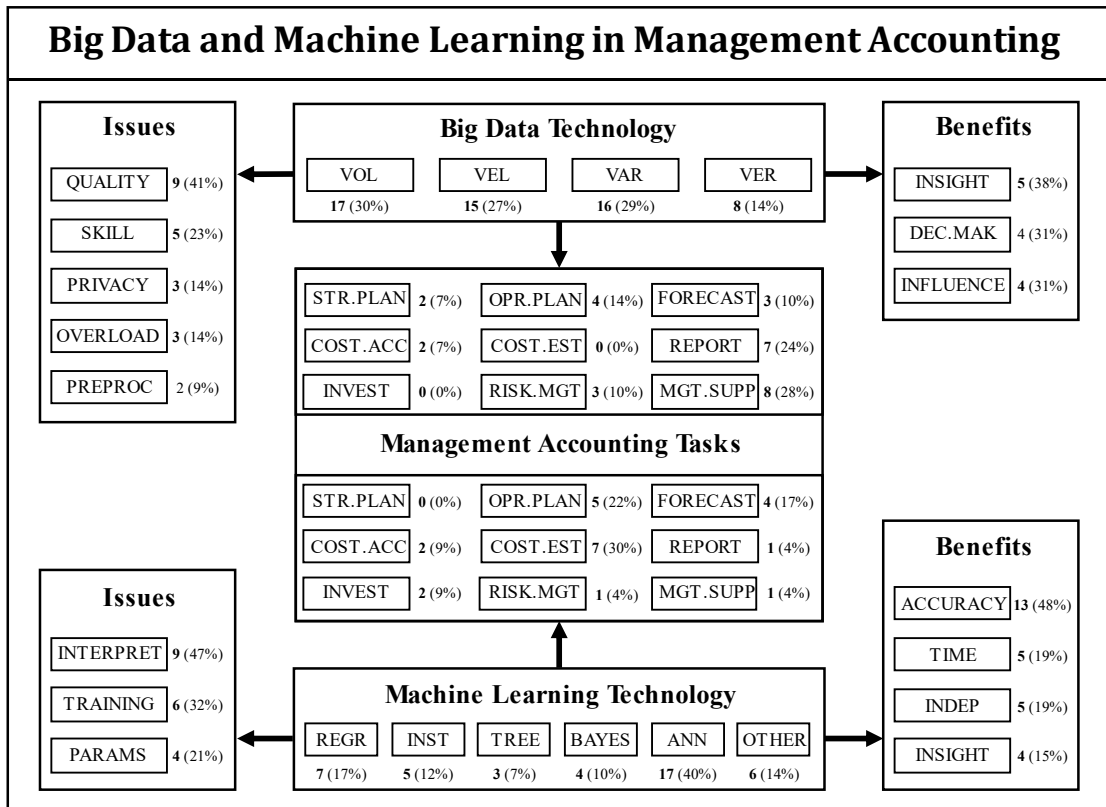 Big Data and Machine Learning in Management Accounting
Issues
QUALITY 9 (41%)
SKILL 5 (23%)
PRIVACY 3 (14%)
OVERLOAD 3 (14%)
PREPROC 2 (9%)
Big Data Technology
VOL VEL VAR VER
17 (30%) 15 (27%) 16 (29%) 8 (14%)
Benefits
INSIGHT 5 (38%)
DEC.MAK 4 (31%)
INFLUENCE 4 (31%)
STR.PLAN 2 (7%) OPR.PLAN 4 (14%) FORECAST 3 (10%)
COST.ACC 2 (7%) COST.EST 0 (0%) REPORT 7 (24%)
INVEST 0 (0%) RISK.MGT 3 (10%) MGT.SUPP 8 (28%)
Management Accounting Tasks
STR.PLAN 0 (0%) OPR.PLAN 5 (22%) FORECAST 4 (17%)
COST.ACC 2 (9%) COST.EST 7 (30%) REPORT 1 (4%)
INVEST 2 (9%) RISK.MGT 1 (4%) MGT.SUPP 1 (4%)
Issues
INTERPRET 9 (47%)
TRAINING 6 (32%)
PARAMS 4 (21%)
Machine Learning Technology
REGR INST TREE BAYES ANN OTHER
7 (17%) 5 (12%) 3 (7%) 4 (10%) 17 (40%) 6 (14%)
Benefits
ACCURACY 13 (48%)
TIME 5 (19%)
INDEP 5 (19%)
INSIGHT 4 (15%)